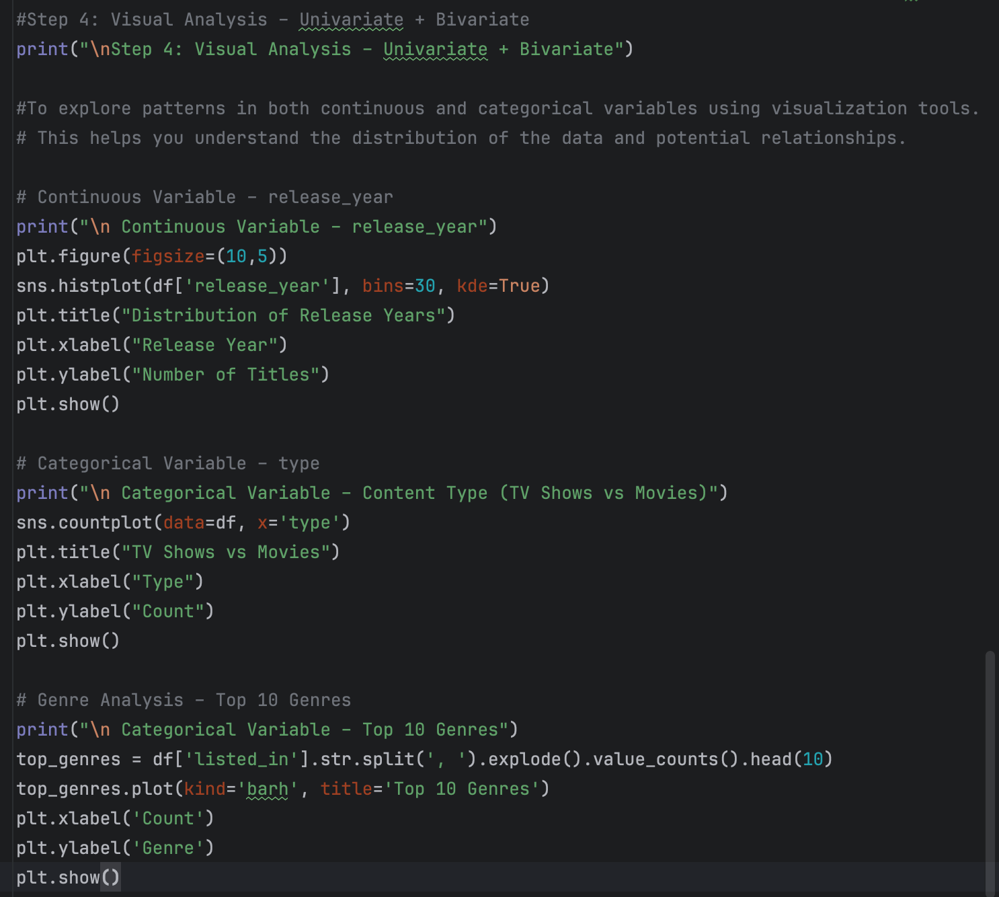 #Step 4: Visual Analysis - Univariate + Bivariate
print("\nStep 4: Visual Analysis - Univariate + Bivariate")
#To explore patterns in both continuous and categorical variables using visualization tools.
# This helps you understand the distribution of the data and potential relationships.
# Continuous Variable - release_year
print("\n Continuous Variable - release_year")
plt.figure(figsize=(10,5))
sns.histplot(df['release_year'], bins=30, kde=True)
plt.title("Distribution of Release Years")
plt.xlabel("Release Year")
plt.ylabel("Number of Titles")
plt.show()
# Categorical Variable - type
print("\n Categorical Variable - Content Type (TV Shows vs Movies)")
sns.countplot(data=df, x='type')
plt.title("TV Shows vs Movies")
plt.xlabel("Type")
plt.ylabel("Count")
plt.show()
# Genre Analysis - Top 10 Genres
print("\n Categorical Variable - Top 10 Genres")
top_genres = df['listed_in'].str.split(', ').explode().value_counts().head(10)
top_genres.plot(kind='barh', title='Top 10 Genres')
plt.xlabel('Count')
plt.ylabel('Genre')
plt.show()